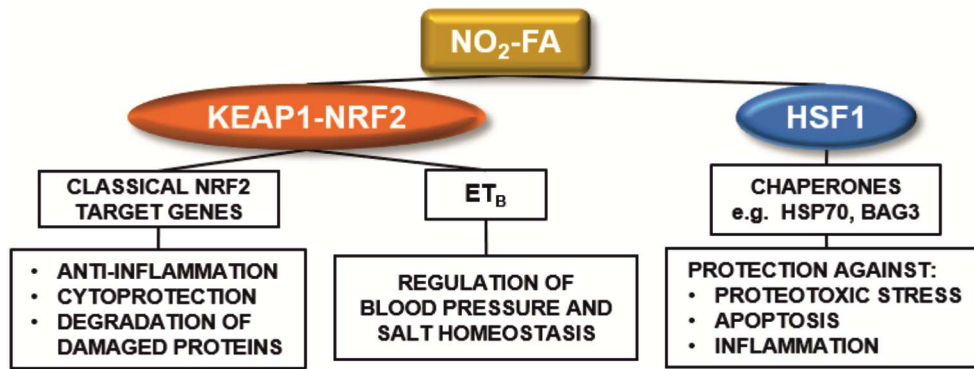 NO₂-FA
KEAP1-NRF2
HSF1
CLASSICAL NRF2
TARGET GENES
ET_B
CHAPERONES
e.g. HSP70, BAG3
• ANTI-INFLAMMATION
• CYTOPROTECTION
• DEGRADATION OF
DAMAGED PROTEINS
REGULATION OF
BLOOD PRESSURE AND
SALT HOMEOSTASIS
PROTECTION AGAINST:
• PROTEOTOXIC STRESS
• APOPTOSIS
• INFLAMMATION